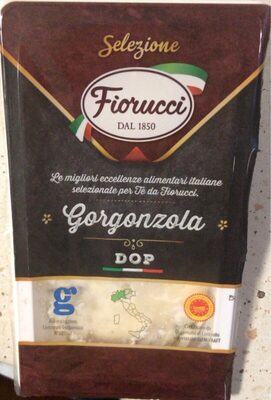 Selezione
Fiorucci
DAL 1850
Le migliori eccellenze alimentari italiane
selezionate per Te da Fiorucci.
Gorgonzola
DOP
g